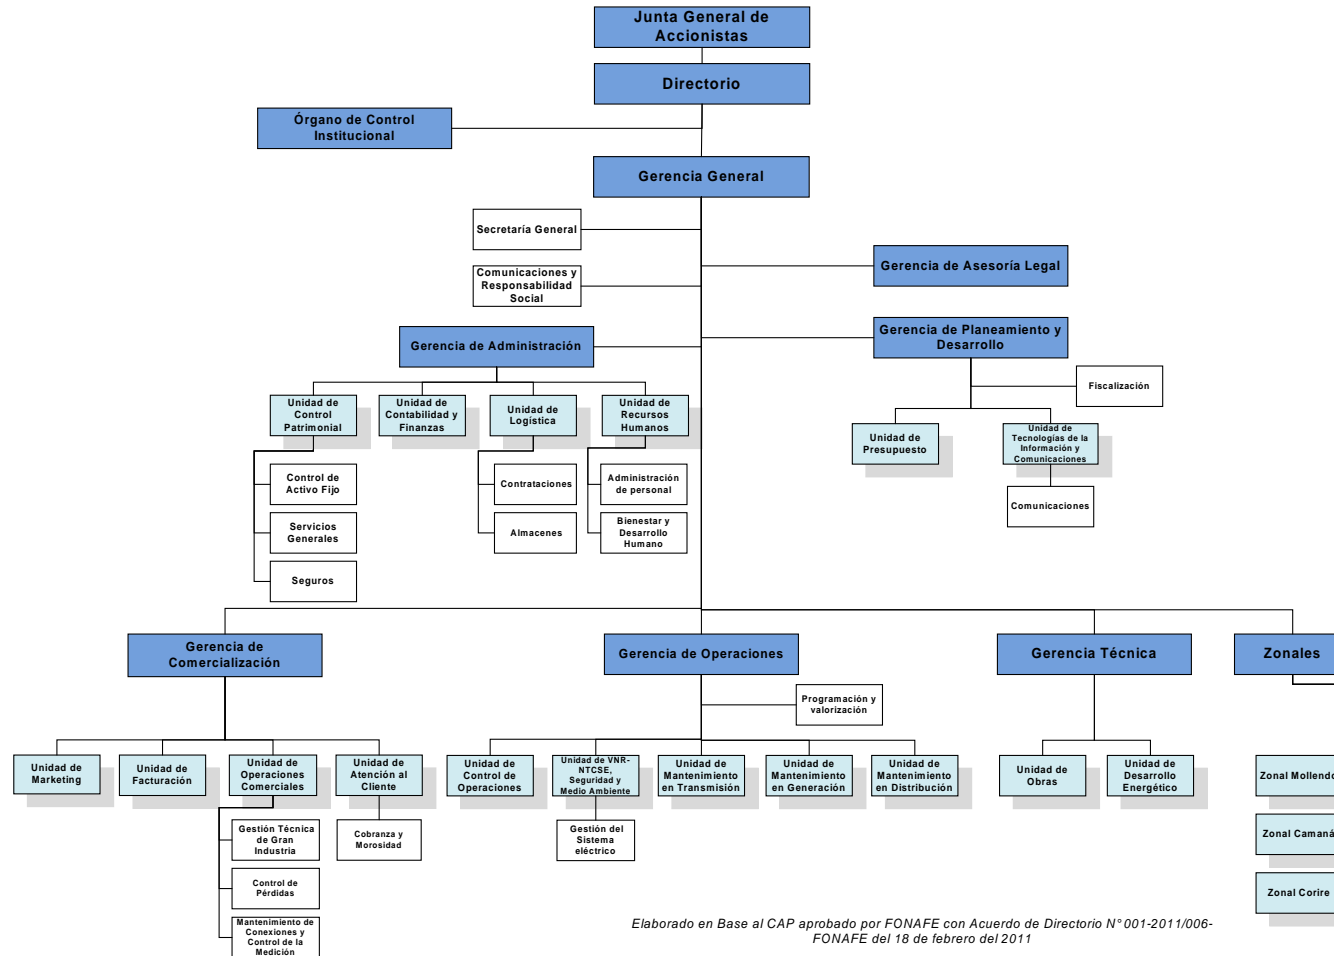 Junta General de
Accionistas
Directorio
Órgano de Control
Institucional
Gerencia General
Secretaría General
Gerencia de Asesoría Legal
Comunicaciones y
Responsabilidad
Social
Gerencia de Administración
Gerencia de Planeamiento y
Desarrollo
Fiscalización
Unidad de
Control
Patrimonial
Unidad de
Contabilidad y
Finanzas
Unidad de
Logística
Unidad de
Recursos
Humanos
Unidad de
Presupuesto
Unidad de
Tecnologías de la
Información y
Comunicaciones
Control de
Activo Fijo
Contrataciones
Administración
de personal
Comunicaciones
Servicios
Generales
Almacenes
Bienestar y
Desarrollo
Humano
Seguros
Gerencia de
Comercialización
Gerencia de Operaciones
Gerencia Técnica
Zonales
Programación y
valorización
Unidad de
Marketing
Unidad de
Facturación
Unidad de
Operaciones
Comerciales
Unidad de
Atención al
Cliente
Unidad de
Control de
Operaciones
Unidad de VNR-
NTCSE,
Seguridad y
Medio Ambiente
Unidad de
Mantenimiento
en Transmisión
Unidad de
Mantenimiento
en Generación
Unidad de
Mantenimiento
en Distribución
Unidad de
Obras
Unidad de
Desarrollo
Energético
Zonal Mollendo
Gestión Técnica
de Gran
Industria
Cobranza y
Morosidad
Gestión del
Sistema
eléctrico
Zonal Camaná
Control de
Pérdidas
Zonal Corire
Mantenimiento de
Conexiones y
Control de la
Medición
Elaborado en Base al CAP aprobado por FONAFE con Acuerdo de Directorio N° 001-2011/006-
FONAFE del 18 de febrero del 2011